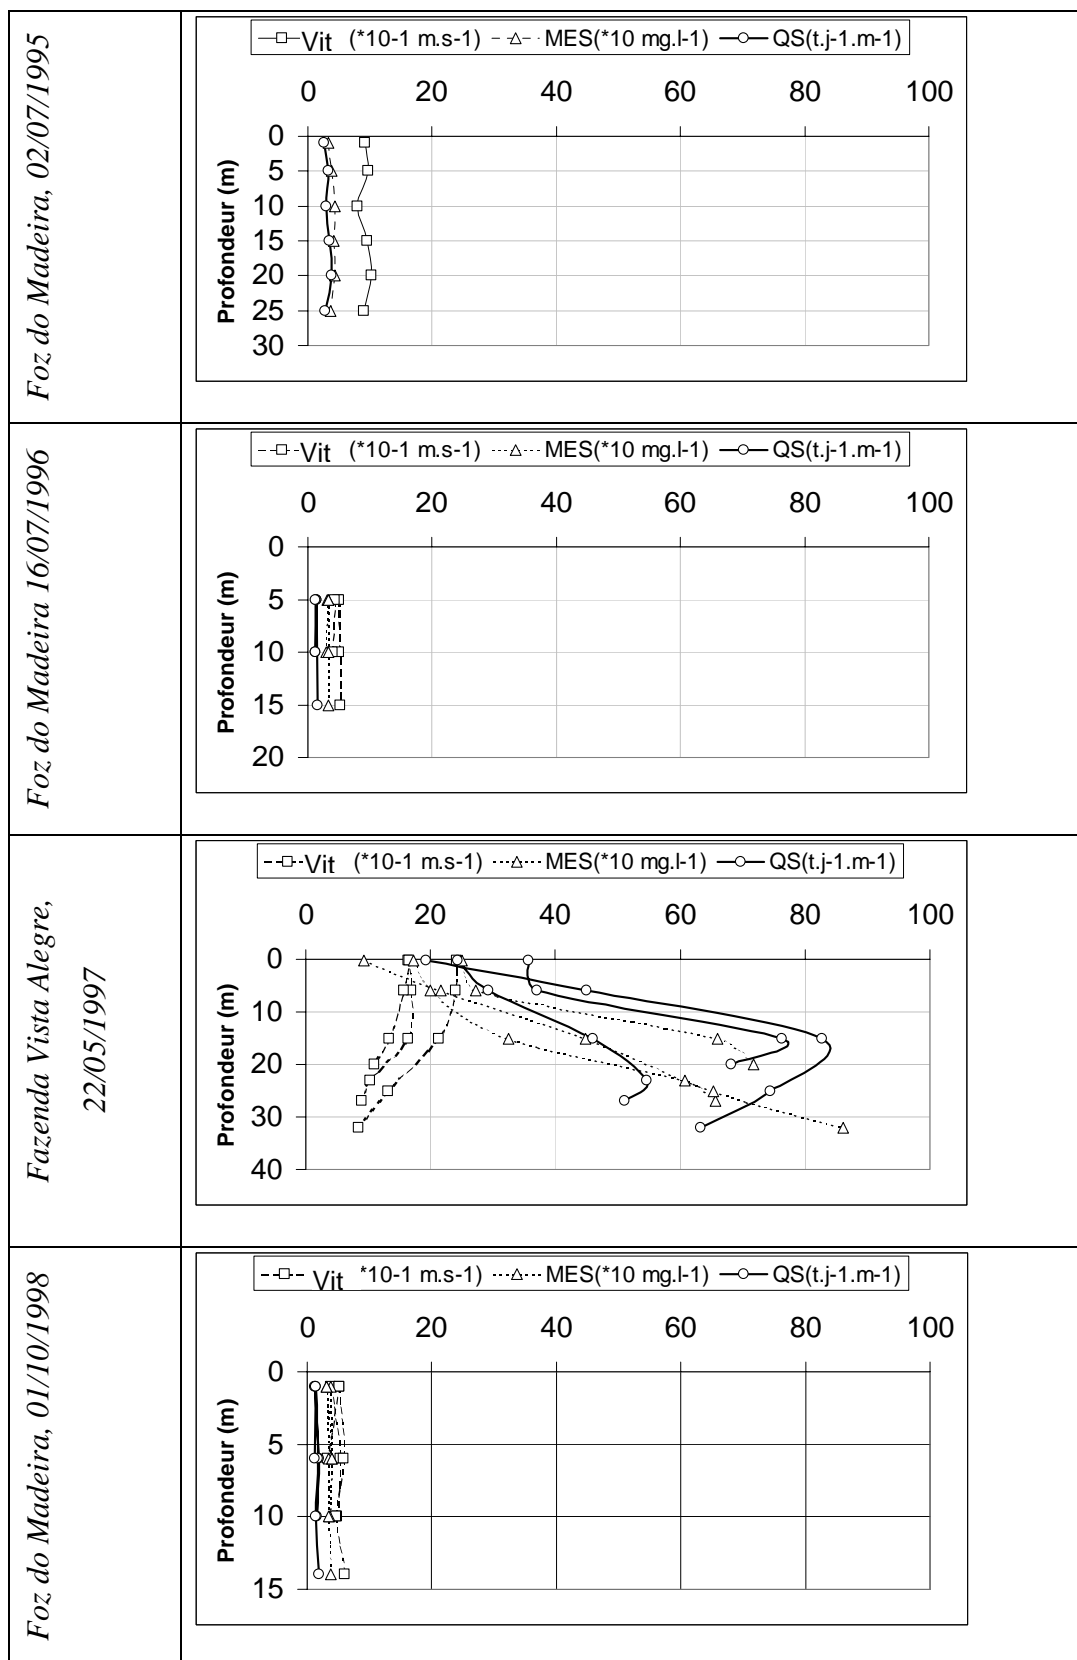 Foz do Madeira, 02/07/1995
Vit (*10-1 m.s-1) MES(*10 mg.l-1) QS(t.j-1.m-1)
0 20 40 60 80 100
Profondeur (m)
0
5
10
15
20
25
30
Foz do Madeira 16/07/1996
Vit (*10-1 m.s-1) MES(*10 mg.l-1) QS(t.j-1.m-1)
0 20 40 60 80 100
Profondeur (m)
0
5
10
15
20
Fazenda Vista Alegre,
22/05/1997
Vit (*10-1 m.s-1) MES(*10 mg.l-1) QS(t.j-1.m-1)
0 20 40 60 80 100
Profondeur (m)
0
10
20
30
40
Foz do Madeira, 01/10/1998
Vit *10-1 m.s-1) MES(*10 mg.l-1) QS(t.j-1.m-1)
0 20 40 60 80 100
Profondeur (m)
0
5
10
15